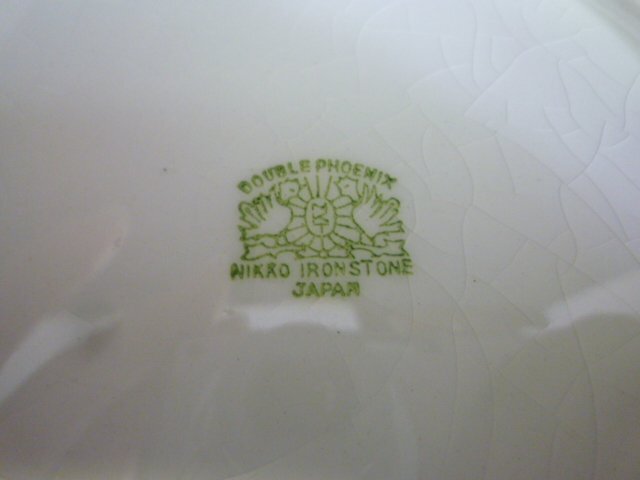 DOUBLE PHOENIX
NIKKO IRONSTONE
JAPAN